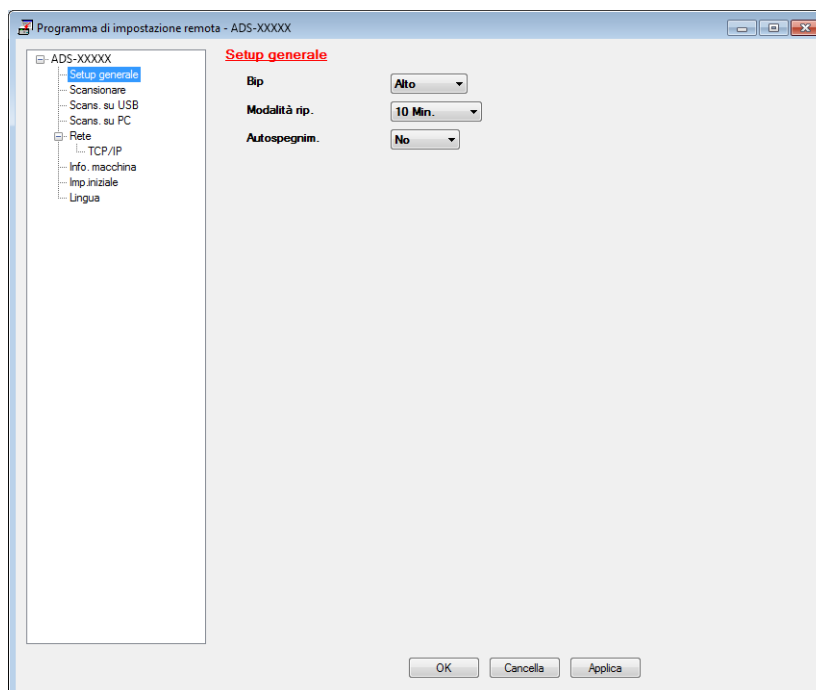 Programma di impostazione remota - ADS-XXXXX
ADS-XXXXX
Setup generale
Scansionare
Scans. su USB
Scans. su PC
Rete
TCP/IP
Info. macchina
Imp.iniziale
Lingua
Setup generale
Bip
Alto
Modalità rip.
10 Min.
Autospegnim.
No
OK
Cancella
Applica